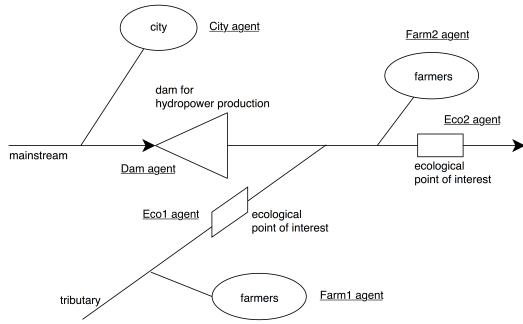 city
City agent
Farm2 agent
farmers
dam for
hydropower production
Eco2 agent
mainstream
Dam agent
ecological
point of interest
Eco1 agent
ecological
point of interest
tributary
farmers
Farm1 agent